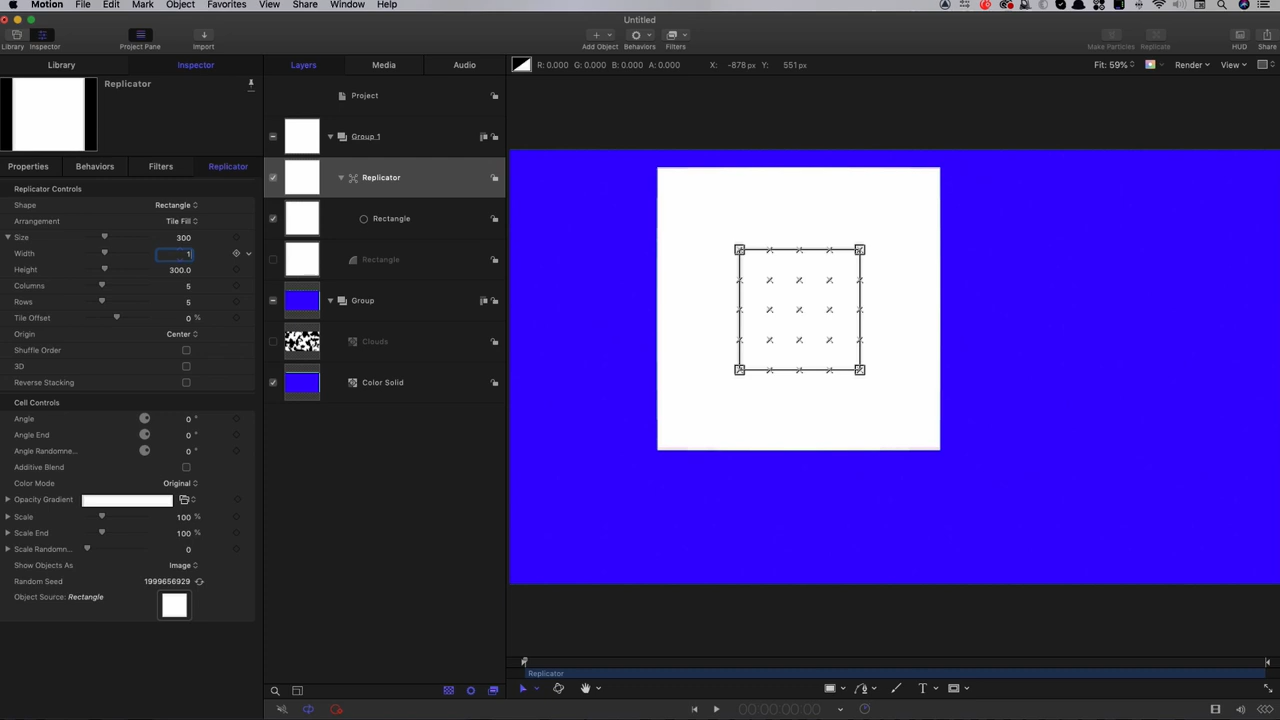 Motion File Edit Mark Object Favorites View Share Window Help
Untitled
Library Inspector Project Pane Import Add Object Behaviors Filters Make Particles Replicate HUD Share
Library Inspector Layers Media Audio R: 0.000 G: 0.000 B: 0.000 A: 0.000 X: -878 px Y: 551 px Fit: 59% Render View
Replicator
Project
Group 1
Properties Behaviors Filters Replicator
Replicator
Replicator Controls
Shape Rectangle
Arrangement Tile Fill
Rectangle
Size 300
Width 1
Height 300.0
Rectangle
Columns 5
Rows 5
Group
Tile Offset 0 %
Origin Center
Clouds
Shuffle Order
3D
Reverse Stacking
Color Solid
Cell Controls
Angle 0 °
Angle End 0 °
Angle Randomne... 0 °
Additive Blend
Color Mode Original
Opacity Gradient
Scale 100 %
Scale End 100 %
Scale Randomn... 0
Show Objects As Image
Random Seed 1999656929
Object Source: Rectangle
Replicator
T
00:00:00:00